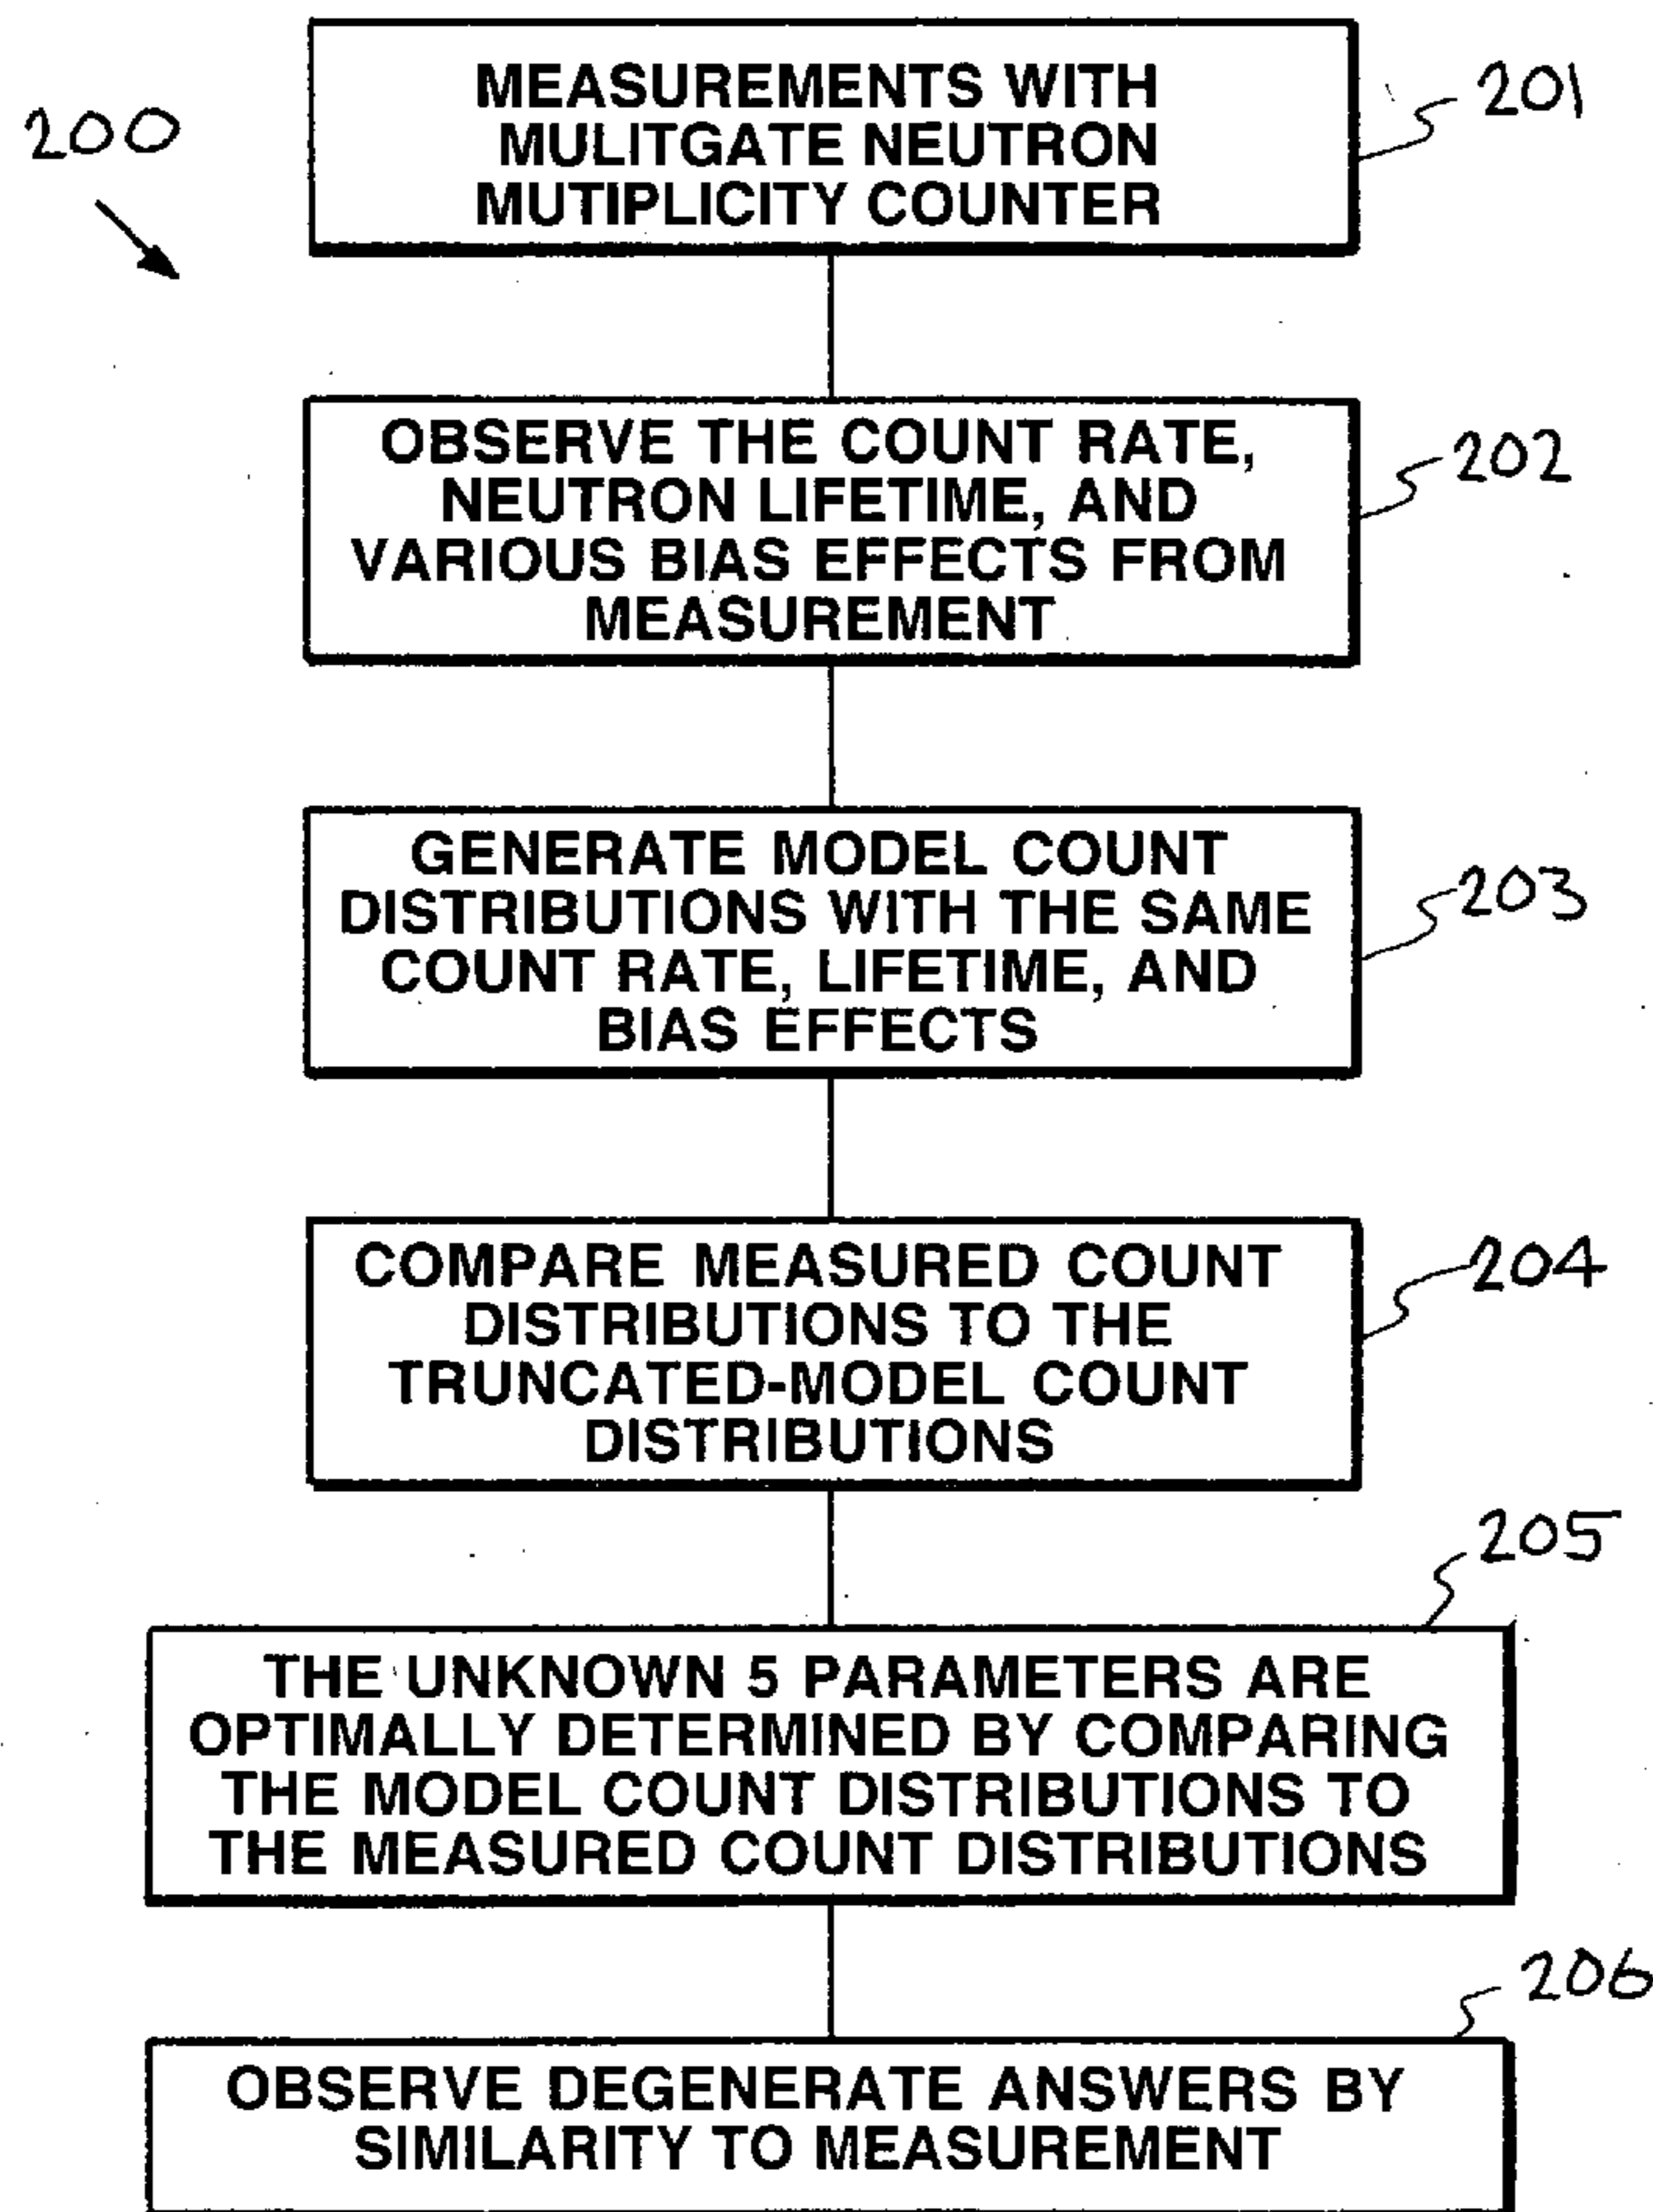 200
MEASUREMENTS WITH
MULITGATE NEUTRON
MUTIPLICITY COUNTER
201
OBSERVE THE COUNT RATE,
NEUTRON LIFETIME, AND
VARIOUS BIAS EFFECTS FROM
MEASUREMENT
202
GENERATE MODEL COUNT
DISTRIBUTIONS WITH THE SAME
COUNT RATE, LIFETIME, AND
BIAS EFFECTS
203
COMPARE MEASURED COUNT
DISTRIBUTIONS TO THE
TRUNCATED-MODEL COUNT
DISTRIBUTIONS
204
THE UNKNOWN 5 PARAMETERS ARE
OPTIMALLY DETERMINED BY COMPARING
THE MODEL COUNT DISTRIBUTIONS TO
THE MEASURED COUNT DISTRIBUTIONS
205
OBSERVE DEGENERATE ANSWERS BY
SIMILARITY TO MEASUREMENT
206